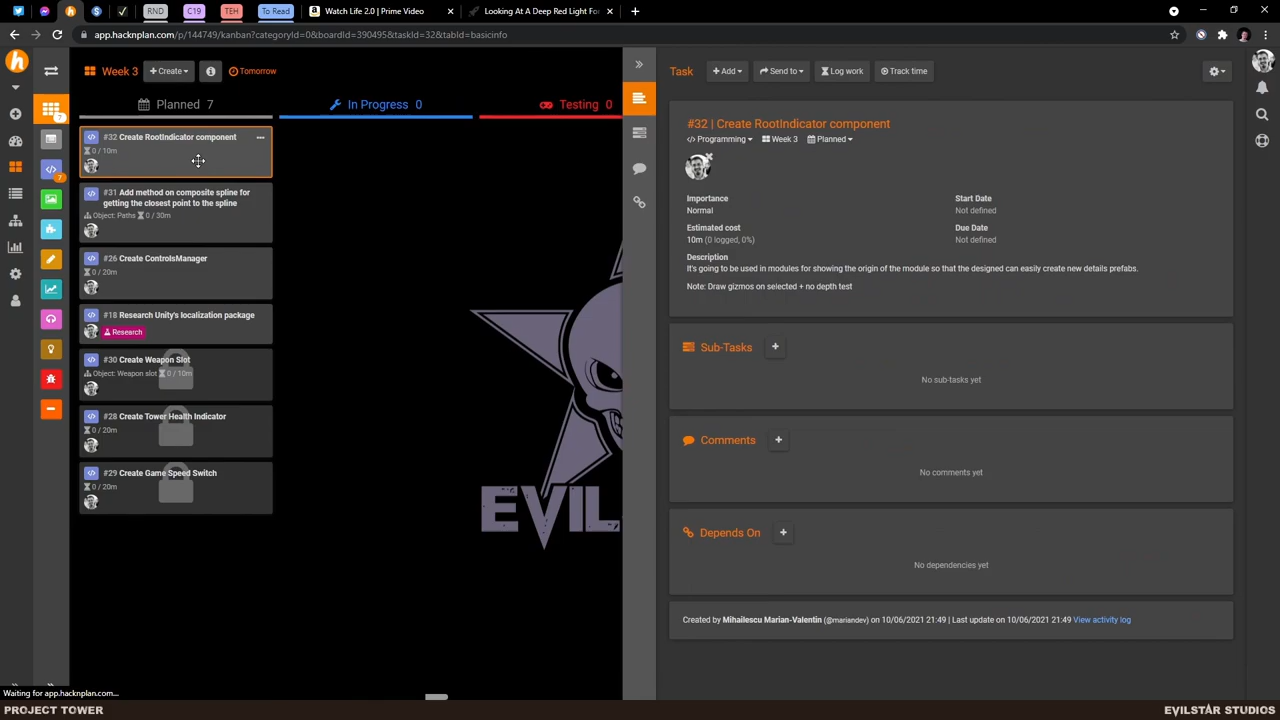 RND
C19
TEH
To Read
Watch Life 2.0 | Prime Video
Looking At A Deep Red Light For
app.hacknplan.com/p/144749/kanban?categoryId=0&boardId=390495&taskId=32&tabId=basicinfo
Week 3
Create
Tomorrow
Planned 7
In Progress 0
Testing 0
#32 Create RootIndicator component
0 / 10m
#31 Add method on composite spline for
getting the closest point to the spline
Object: Paths 0 / 30m
#26 Create ControlsManager
0 / 20m
#18 Research Unity's localization package
Research
#30 Create Weapon Slot
Object: Weapon slot 0 / 10m
#28 Create Tower Health Indicator
0 / 20m
#29 Create Game Speed Switch
0 / 20m
7
7
EVIL
Task
Add
Send to
Log work
Track time
#32 | Create RootIndicator component
Programming
Week 3
Planned
Importance
Normal
Start Date
Not defined
Estimated cost
10m (0 logged, 0%)
Due Date
Not defined
Description
It's going to be used in modules for showing the origin of the module so that the designed can easily create new details prefabs.
Note: Draw gizmos on selected + no depth test
Sub-Tasks
No sub-tasks yet
Comments
No comments yet
Depends On
No dependencies yet
Created by Mihailescu Marian-Valentin (@mariandev) on 10/06/2021 21:49 | Last update on 10/06/2021 21:49 View activity log
Waiting for app.hacknplan.com...
PROJECT TOWER
EVILSTAR STUDIOS